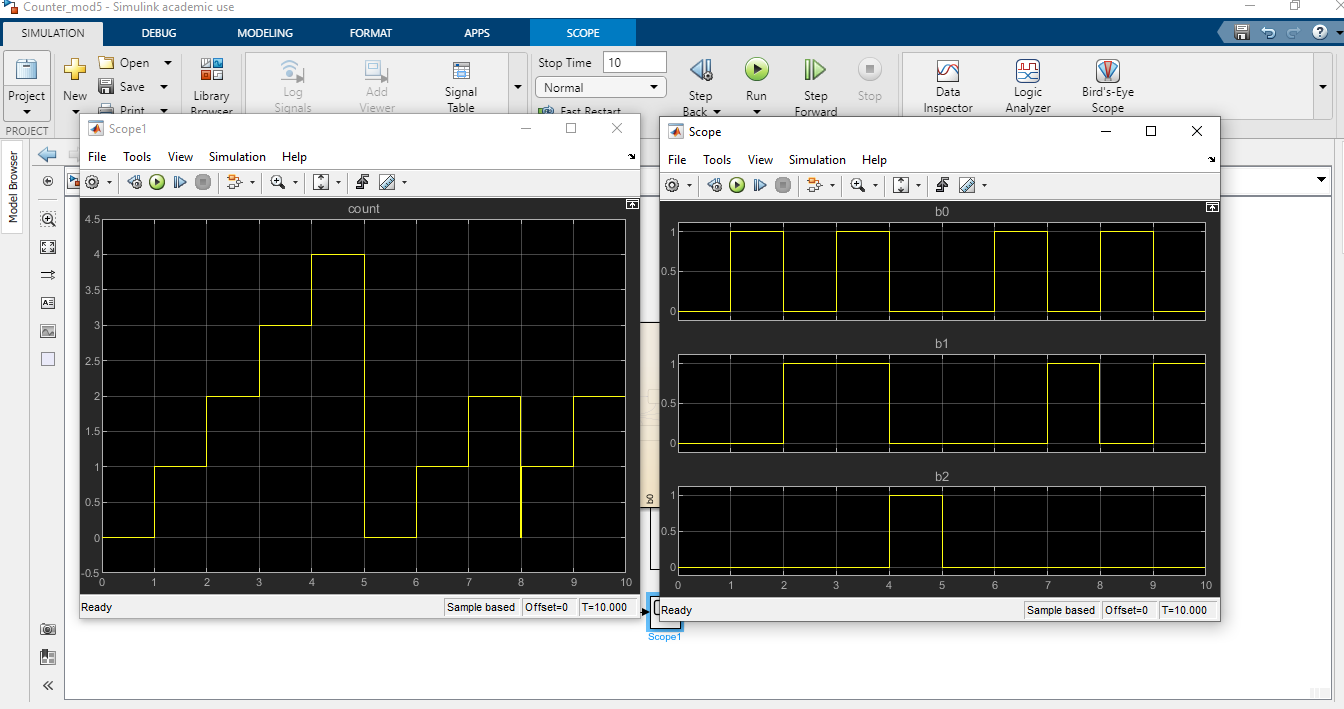 Counter_mod5 - Simulink academic use
SIMULATION DEBUG MODELING FORMAT APPS SCOPE
Project
New
Open
Save
Print
Library
Browser
Log
Signals
Add
Viewer
Signal
Table
Stop Time 10
Normal
Fast Restart
Step
Back
Run
Step
Forward
Stop
Data
Inspector
Logic
Analyzer
Bird's-Eye
Scope
PROJECT
Model Browser
Scope1
File Tools View Simulation Help
count
4.5
4
3.5
3
2.5
2
1.5
1
0.5
0
-0.5
0 1 2 3 4 5 6 7 8 9 10
Ready
Sample based Offset=0 T=10.000
Scope
File Tools View Simulation Help
b0
1
0.5
0
b1
1
0.5
0
b2
1
0.5
0
0 1 2 3 4 5 6 7 8 9 10
Ready
Sample based Offset=0 T=10.000
b0
Scope1